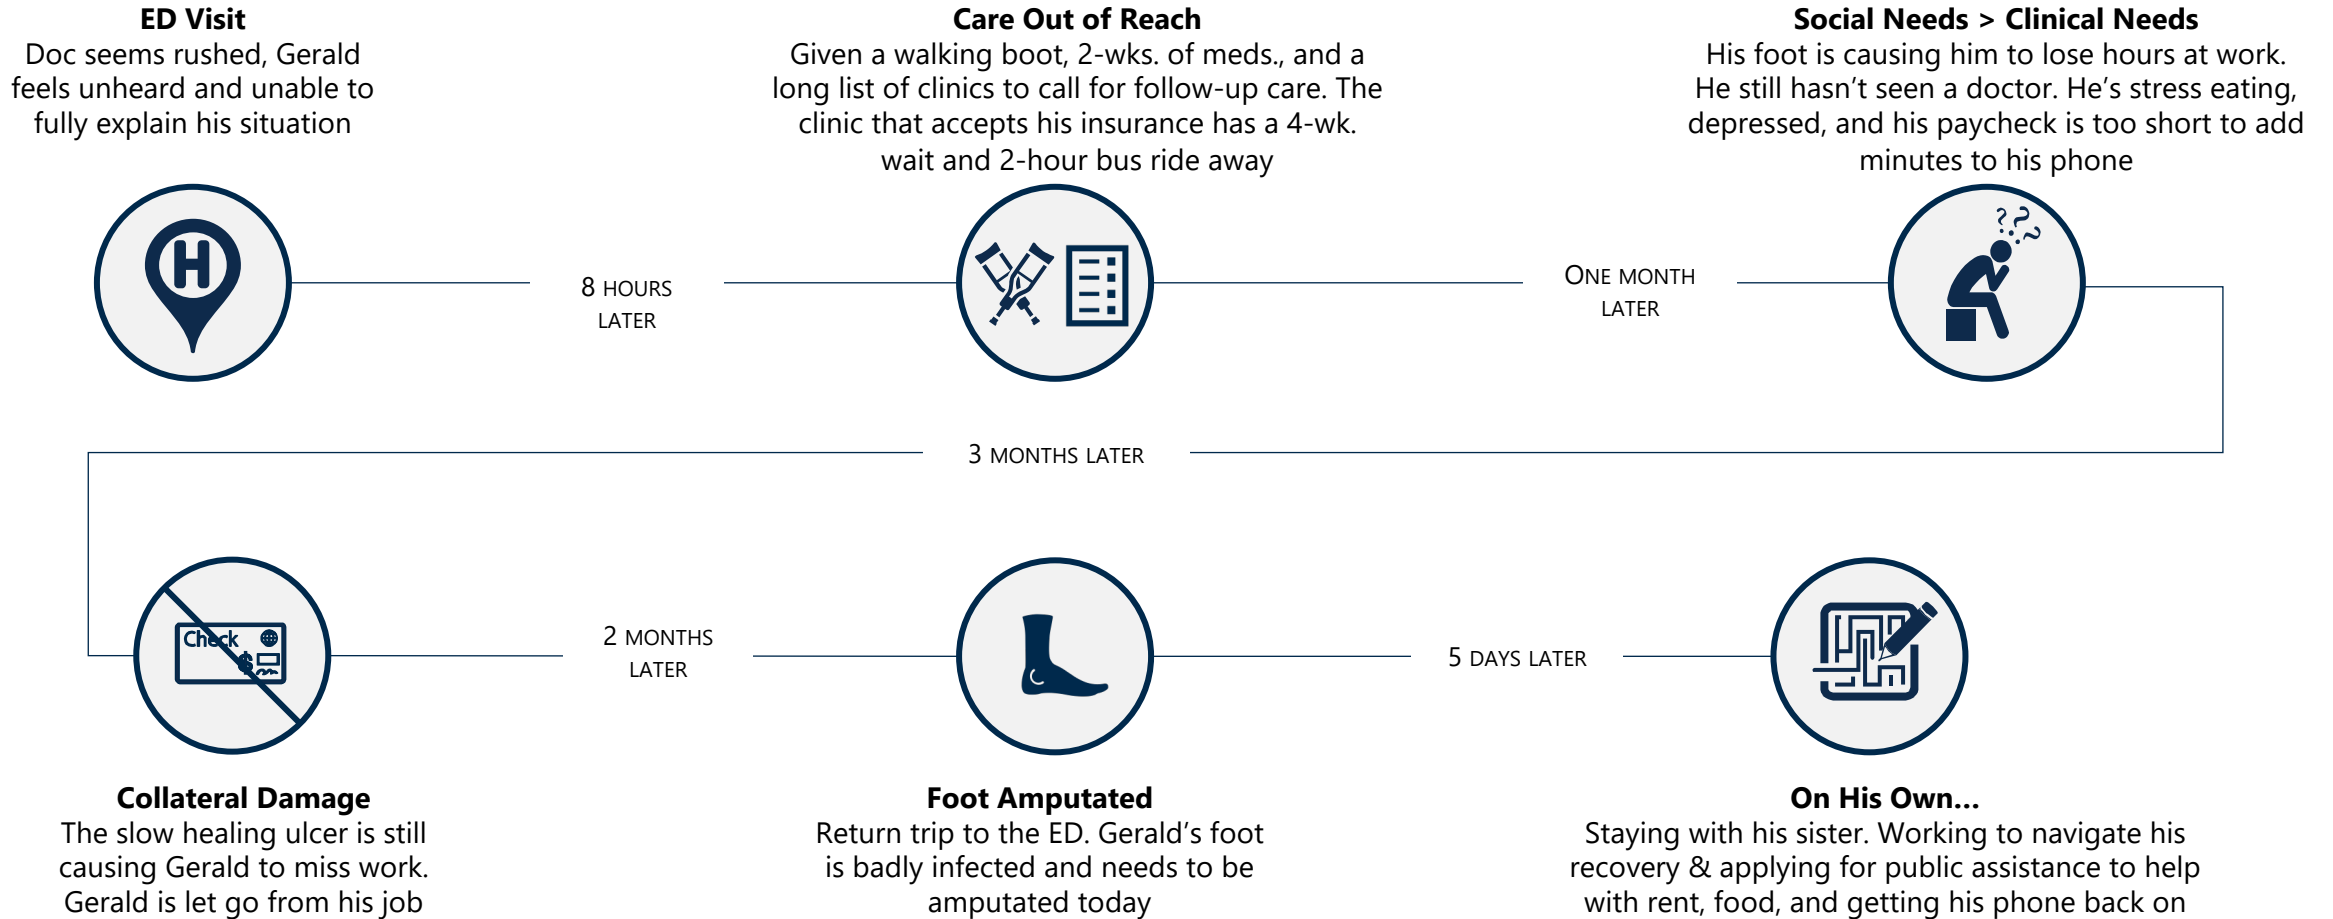 ED Visit
Doc seems rushed, Gerald
feels unheard and unable to
fully explain his situation
Care Out of Reach
Given a walking boot, 2-wks. of meds., and a
long list of clinics to call for follow-up care. The
clinic that accepts his insurance has a 4-wk.
wait and 2-hour bus ride away
Social Needs > Clinical Needs
His foot is causing him to lose hours at work.
He still hasn’t seen a doctor. He’s stress eating,
depressed, and his paycheck is too short to add
minutes to his phone
H
8 HOURS
LATER
ONE MONTH
LATER
? ? ?
3 MONTHS LATER
Check
$
2 MONTHS
LATER
5 DAYS LATER
Collateral Damage
The slow healing ulcer is still
causing Gerald to miss work.
Gerald is let go from his job
Foot Amputated
Return trip to the ED. Gerald’s foot
is badly infected and needs to be
amputated today
On His Own…
Staying with his sister. Working to navigate his
recovery & applying for public assistance to help
with rent, food, and getting his phone back on